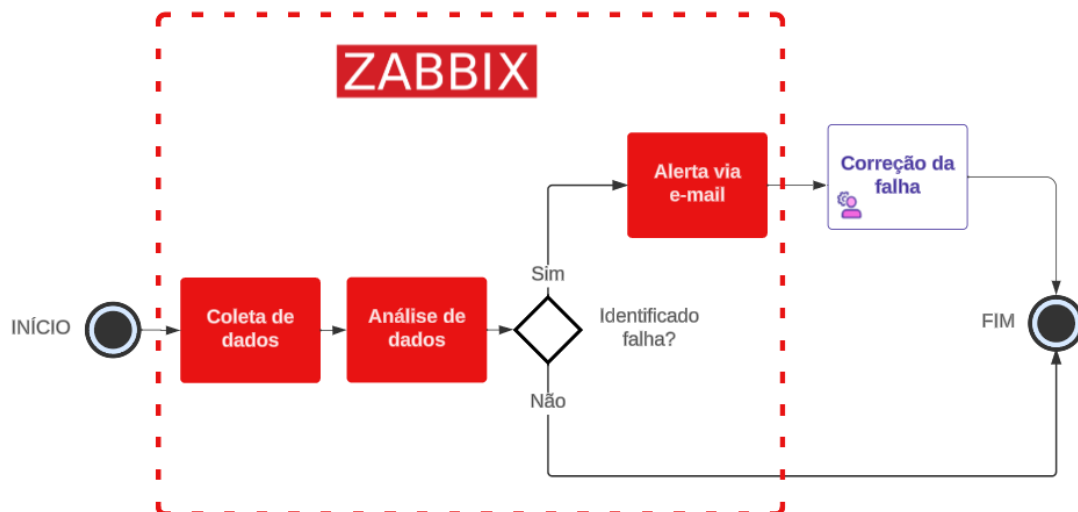 ZABBIX
Alerta via
e-mail
Correção da
falha
Sim
INÍCIO
Coleta de
dados
Análise de
dados
Identificado
falha?
FIM
Não